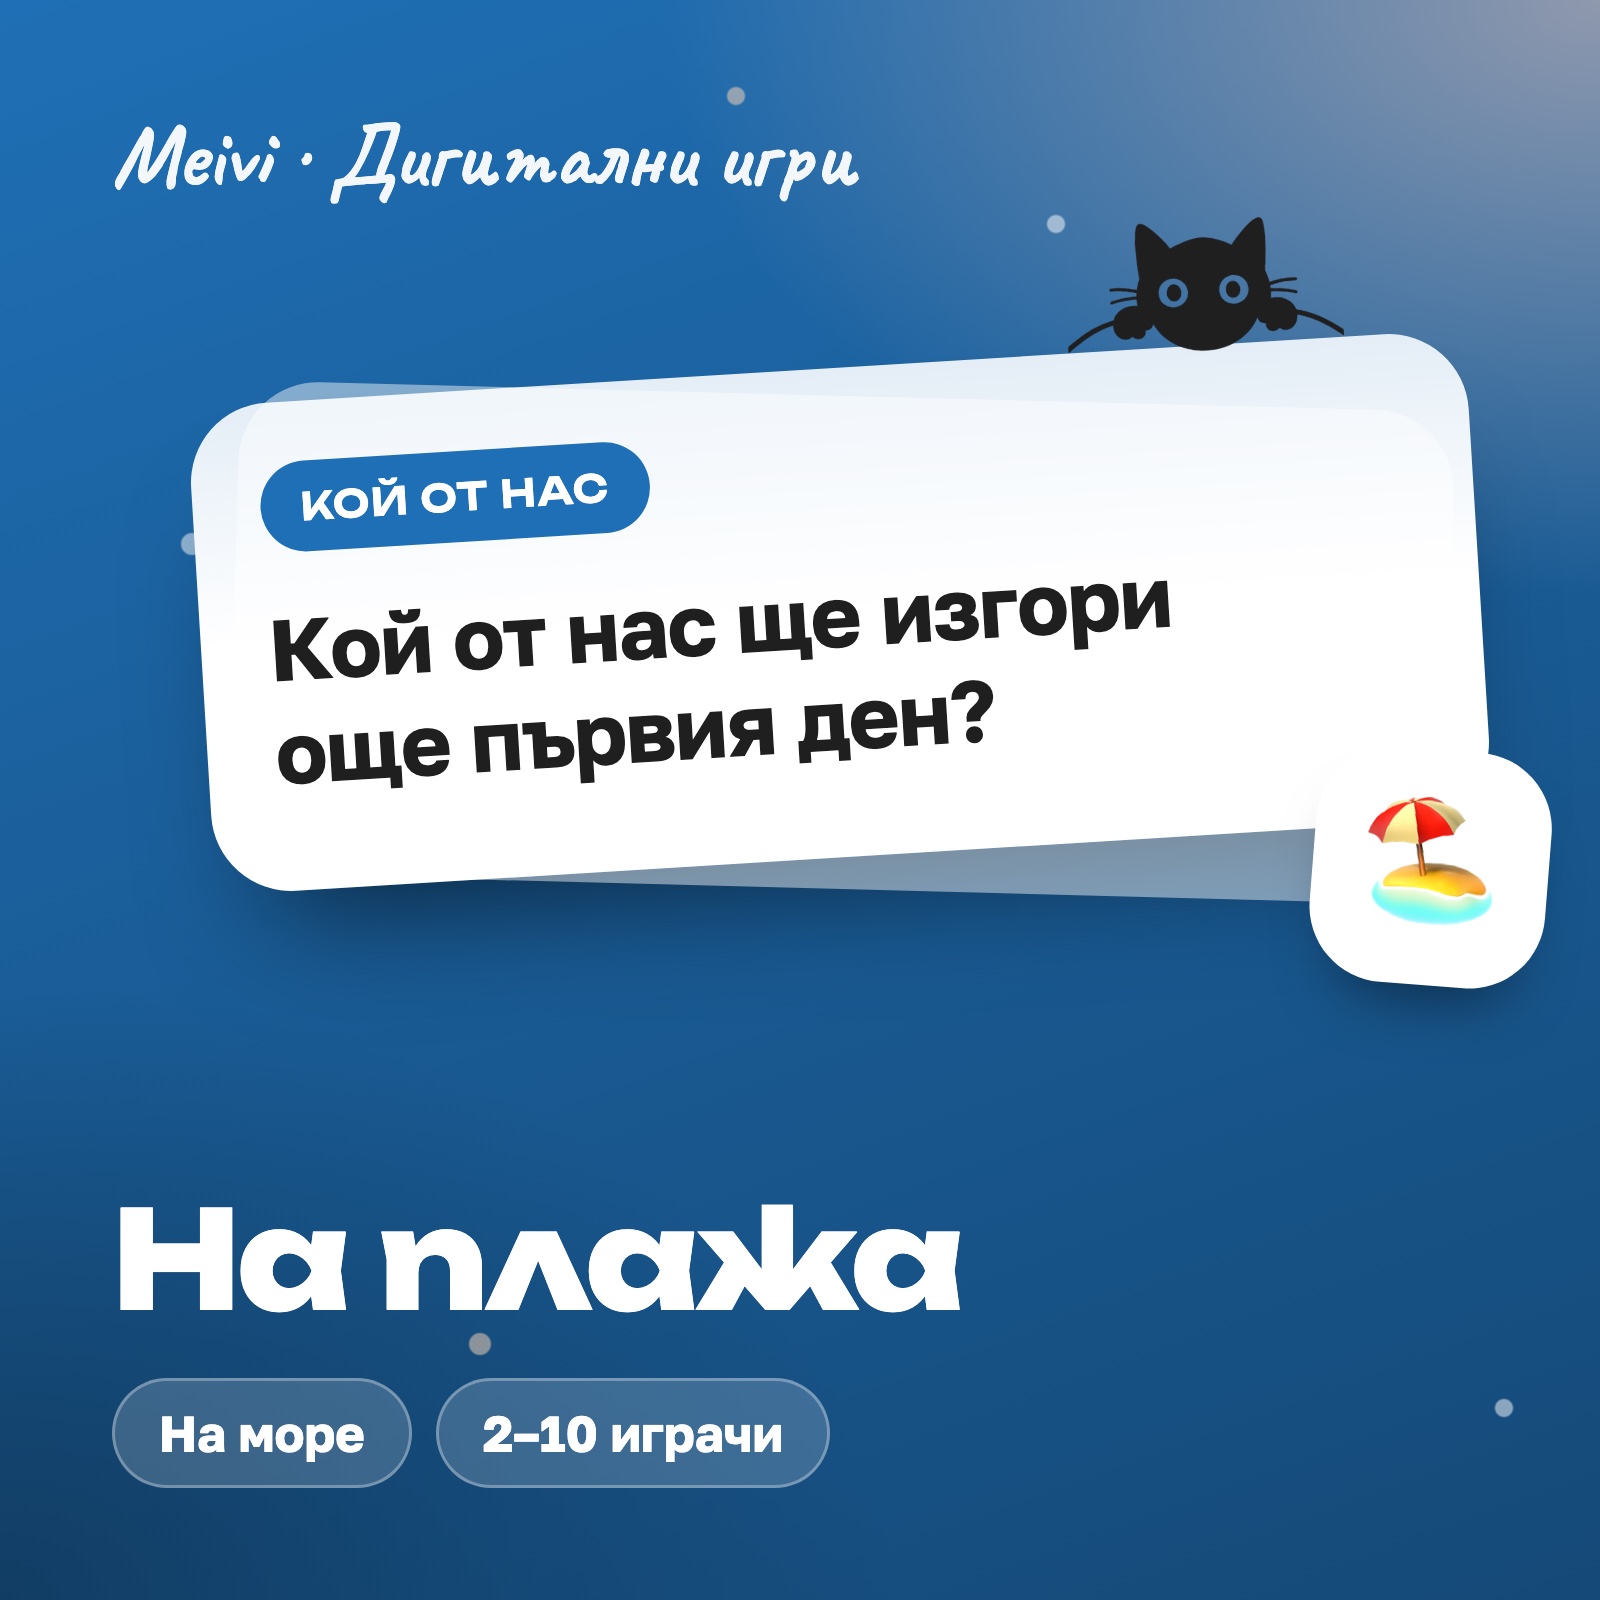 Meivi · Дигитални игри
КОЙ ОТ НАС
Кой от нас ще изгори
още първия ден?
На плажа
На море
2–10 играчи